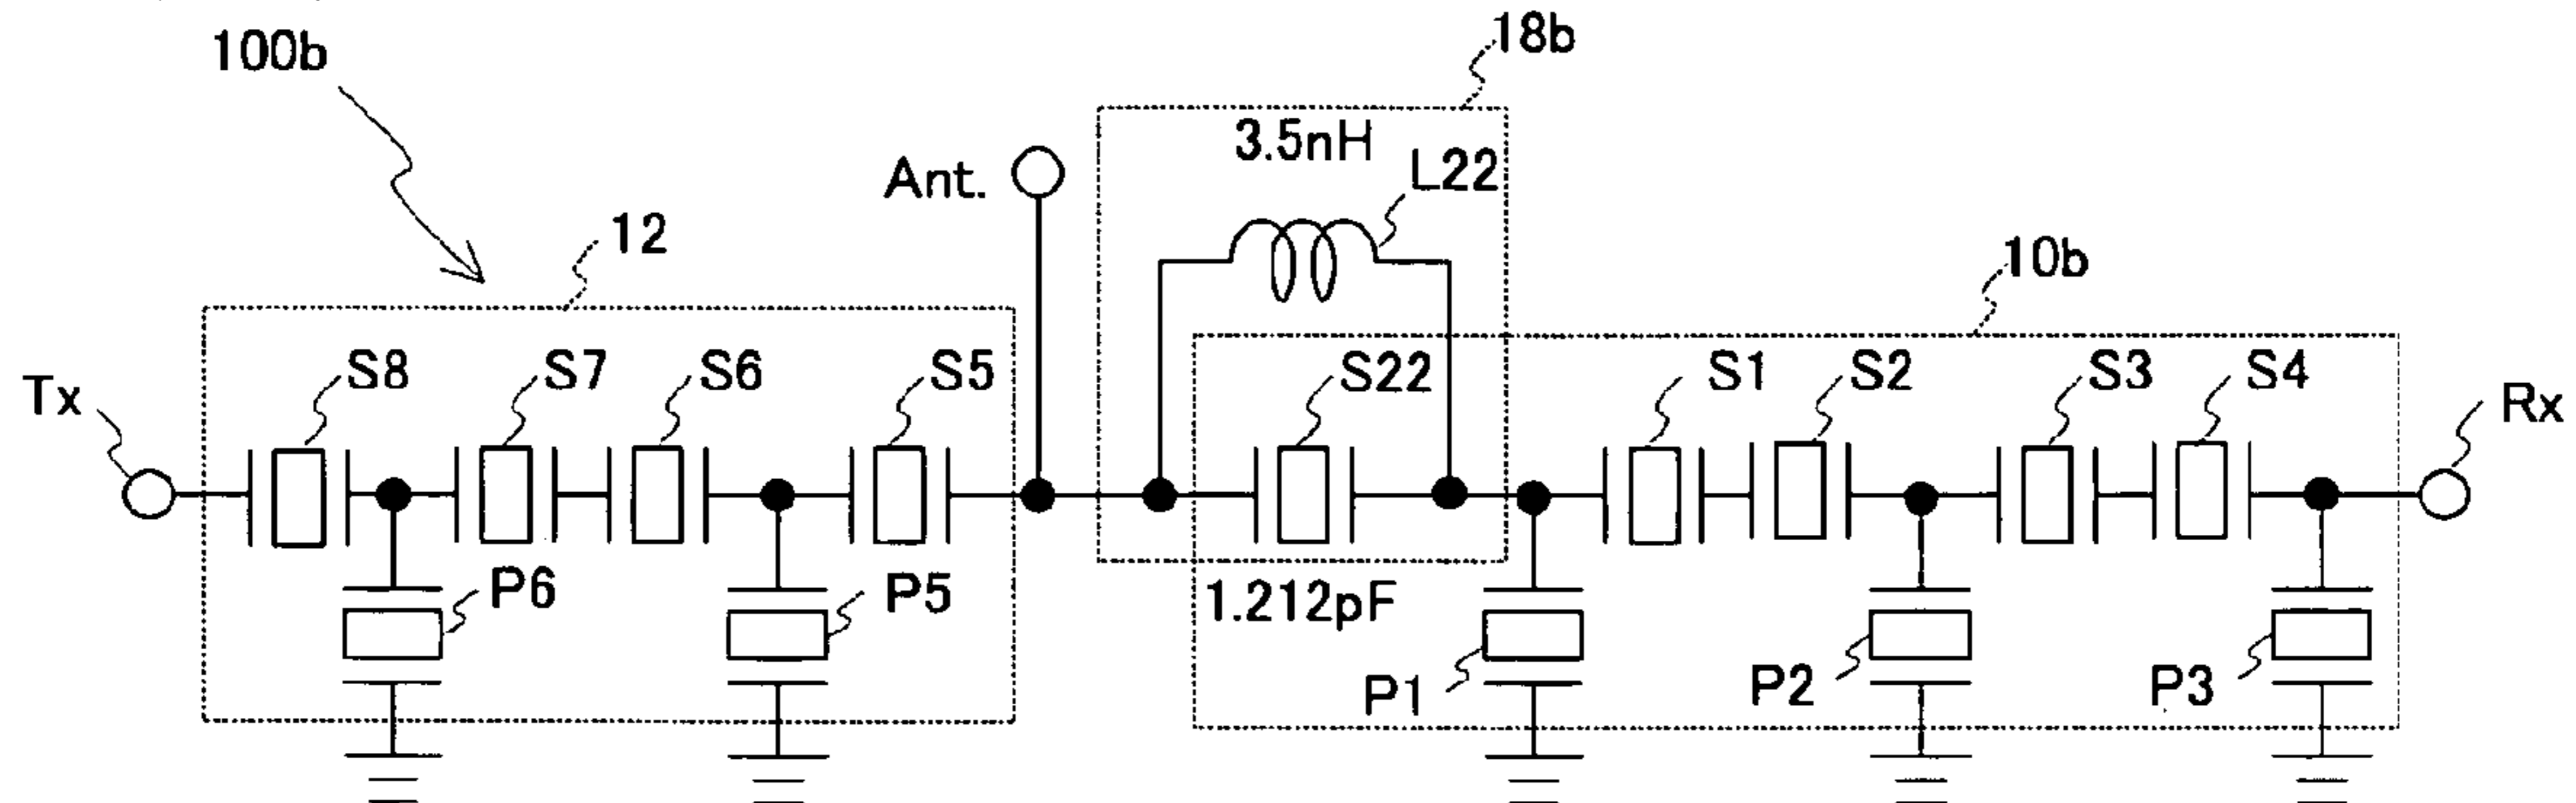 100b
18b
3.5nH
L22
Ant.
12
10b
Tx
S8
S7
S6
S5
S22
S1
S2
S3
S4
Rx
P6
P5
1.212pF
P1
P2
P3